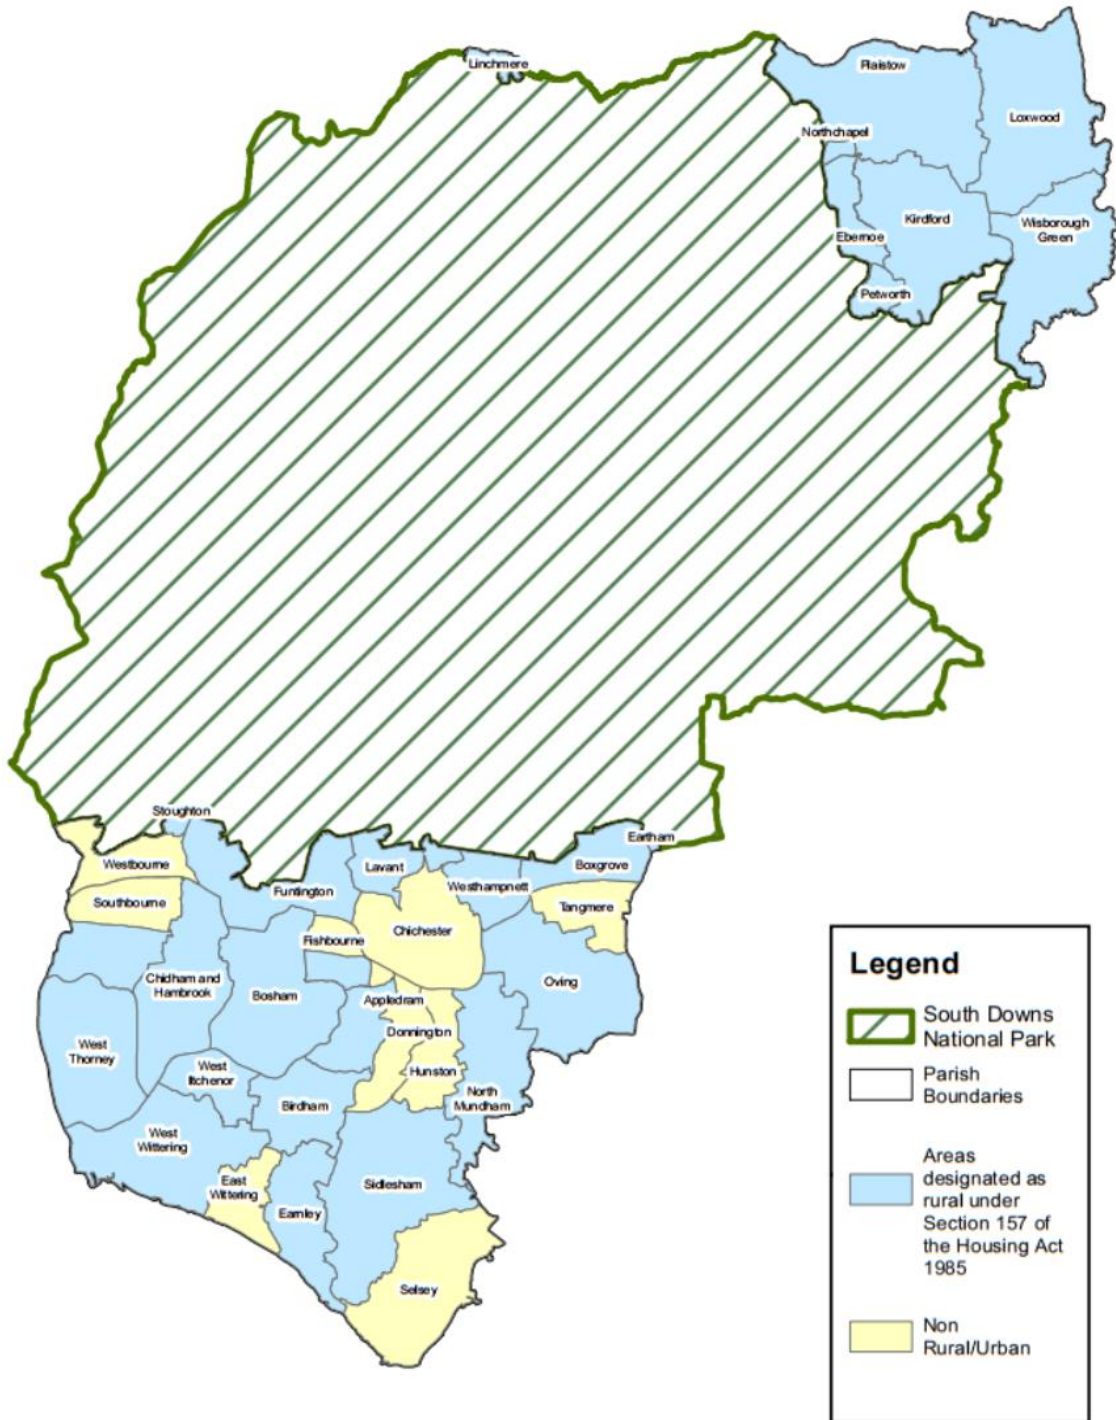 Linchmere
Plaistow
Loxwood
Northchapel
Kirdford
Wisborough
Green
Ebernoe
Petworth
Stoughton
Eartham
Westbourne
Lavant
Boxgrove
Funtington
Westhampnett
Southbourne
Tangmere
Fishbourne
Chichester
Chidham and
Hambrook
Bosham
Appledram
Oving
Donnington
West
Thorney
West
Itchenor
Hunston
Birdham
North
Mundham
West
Wittering
East
Wittering
Sidlesham
Earnley
Selsey
Legend
South Downs
National Park
Parish
Boundaries
Areas
designated as
rural under
Section 157 of
the Housing Act
1985
Non
Rural/Urban